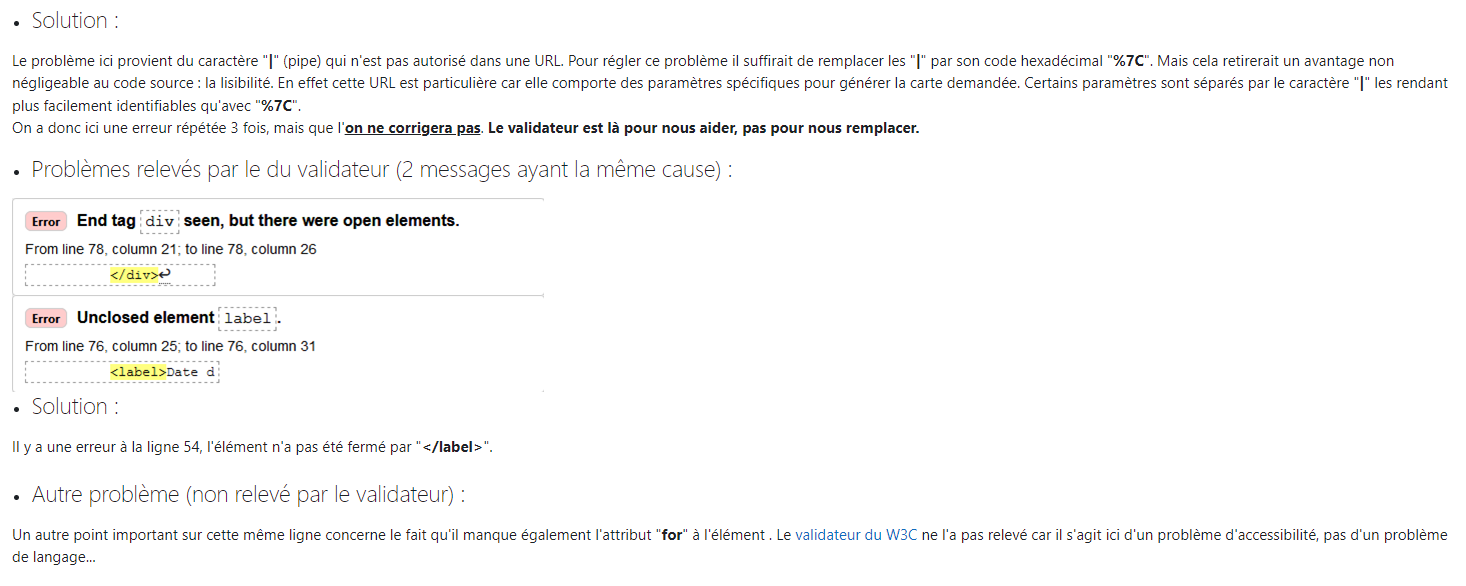 Solution :
Le problème ici provient du caractère "|" (pipe) qui n'est pas autorisé dans une URL. Pour régler ce problème il suffirait de remplacer les "|" par son code hexadécimal "%7C". Mais cela retirerait un avantage non
négligeable au code source : la lisibilité. En effet cette URL est particulière car elle comporte des paramètres spécifiques pour générer la carte demandée. Certains paramètres sont séparés par le caractère "|" les rendant
plus facilement identifiables qu'avec "%7C".
On a donc ici une erreur répétée 3 fois, mais que l'on ne corrigera pas. Le validateur est là pour nous aider, pas pour nous remplacer.
Problèmes relevés par le du validateur (2 messages ayant la même cause) :
Error End tag div seen, but there were open elements.
From line 78, column 21; to line 78, column 26
</div>↩
Error Unclosed element label.
From line 76, column 25; to line 76, column 31
<label>Date d
Solution :
Il y a une erreur à la ligne 54, l'élément n'a pas été fermé par "</label>".
Autre problème (non relevé par le validateur) :
Un autre point important sur cette même ligne concerne le fait qu'il manque également l'attribut "for" à l'élément . Le validateur du W3C ne l'a pas relevé car il s'agit ici d'un problème d'accessibilité, pas d'un problème
de langage...